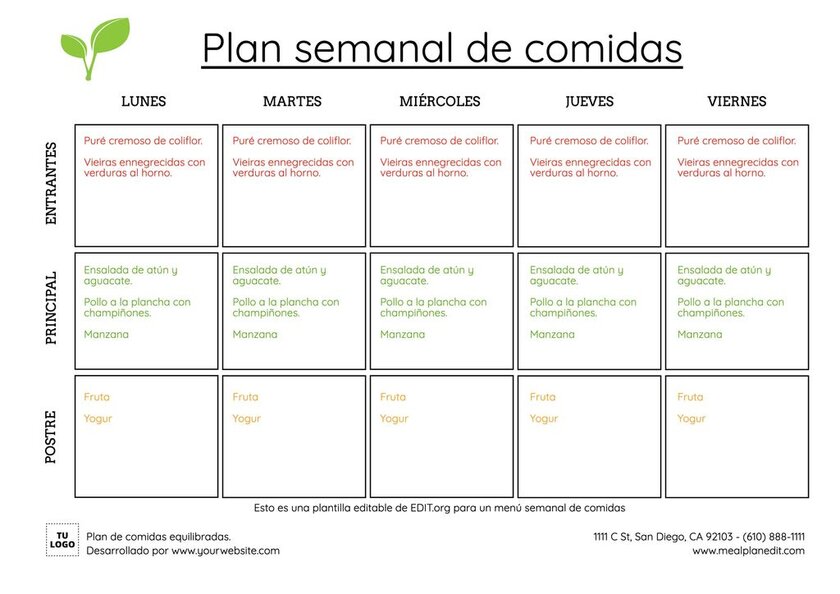 Plan semanal de comidas
LUNES MARTES MIÉRCOLES JUEVES VIERNES
ENTRANTES
Puré cremoso de coliflor. Puré cremoso de coliflor. Puré cremoso de coliflor. Puré cremoso de coliflor. Puré cremoso de coliflor.
Vieiras ennegrecidas con Vieiras ennegrecidas con Vieiras ennegrecidas con Vieiras ennegrecidas con Vieiras ennegrecidas con
verduras al horno. verduras al horno. verduras al horno. verduras al horno. verduras al horno.
PRINCIPAL
Ensalada de atún y Ensalada de atún y Ensalada de atún y Ensalada de atún y Ensalada de atún y
aguacate. aguacate. aguacate. aguacate. aguacate.
Pollo a la plancha con Pollo a la plancha con Pollo a la plancha con Pollo a la plancha con Pollo a la plancha con
champiñones. champiñones. champiñones. champiñones. champiñones.
Manzana Manzana Manzana Manzana Manzana
POSTRE
Fruta Fruta Fruta Fruta Fruta
Yogur Yogur Yogur Yogur Yogur
Esto es una plantilla editable de EDIT.org para un menú semanal de comidas
TU
LOGO
Plan de comidas equilibradas.
Desarrollado por www.yourwebsite.com
1111 C St, San Diego, CA 92103 - (610) 888-1111
www.mealplanedit.com